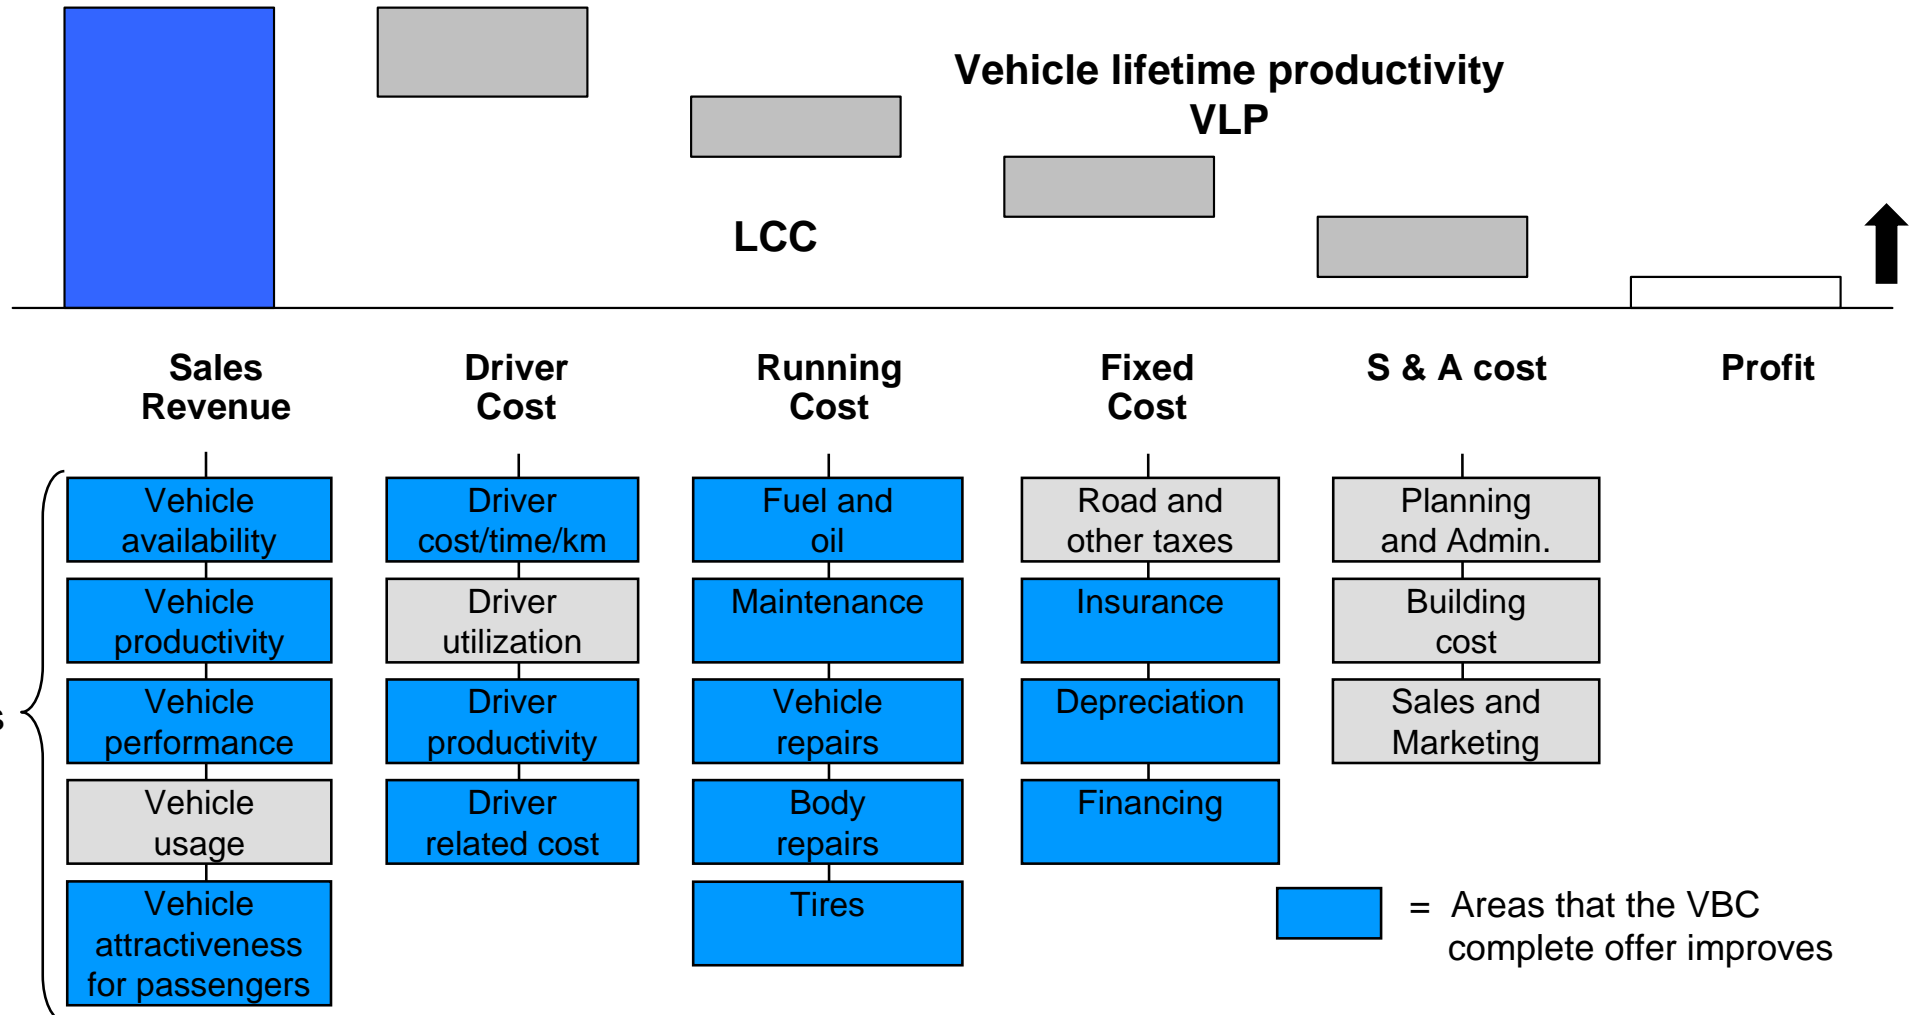 Vehicle lifetime productivity
VLP
LCC
Sales
Revenue
Driver
Cost
Running
Cost
Fixed
Cost
S & A cost
Profit
Vehicle
availability
Vehicle
productivity
Vehicle
performance
Vehicle
usage
Vehicle
attractiveness
for passengers
Driver
cost/time/km
Driver
utilization
Driver
productivity
Driver
related cost
Fuel and
oil
Maintenance
Vehicle
repairs
Body
repairs
Tires
Road and
other taxes
Insurance
Depreciation
Financing
Planning
and Admin.
Building
cost
Sales and
Marketing
= Areas that the VBC
complete offer improves